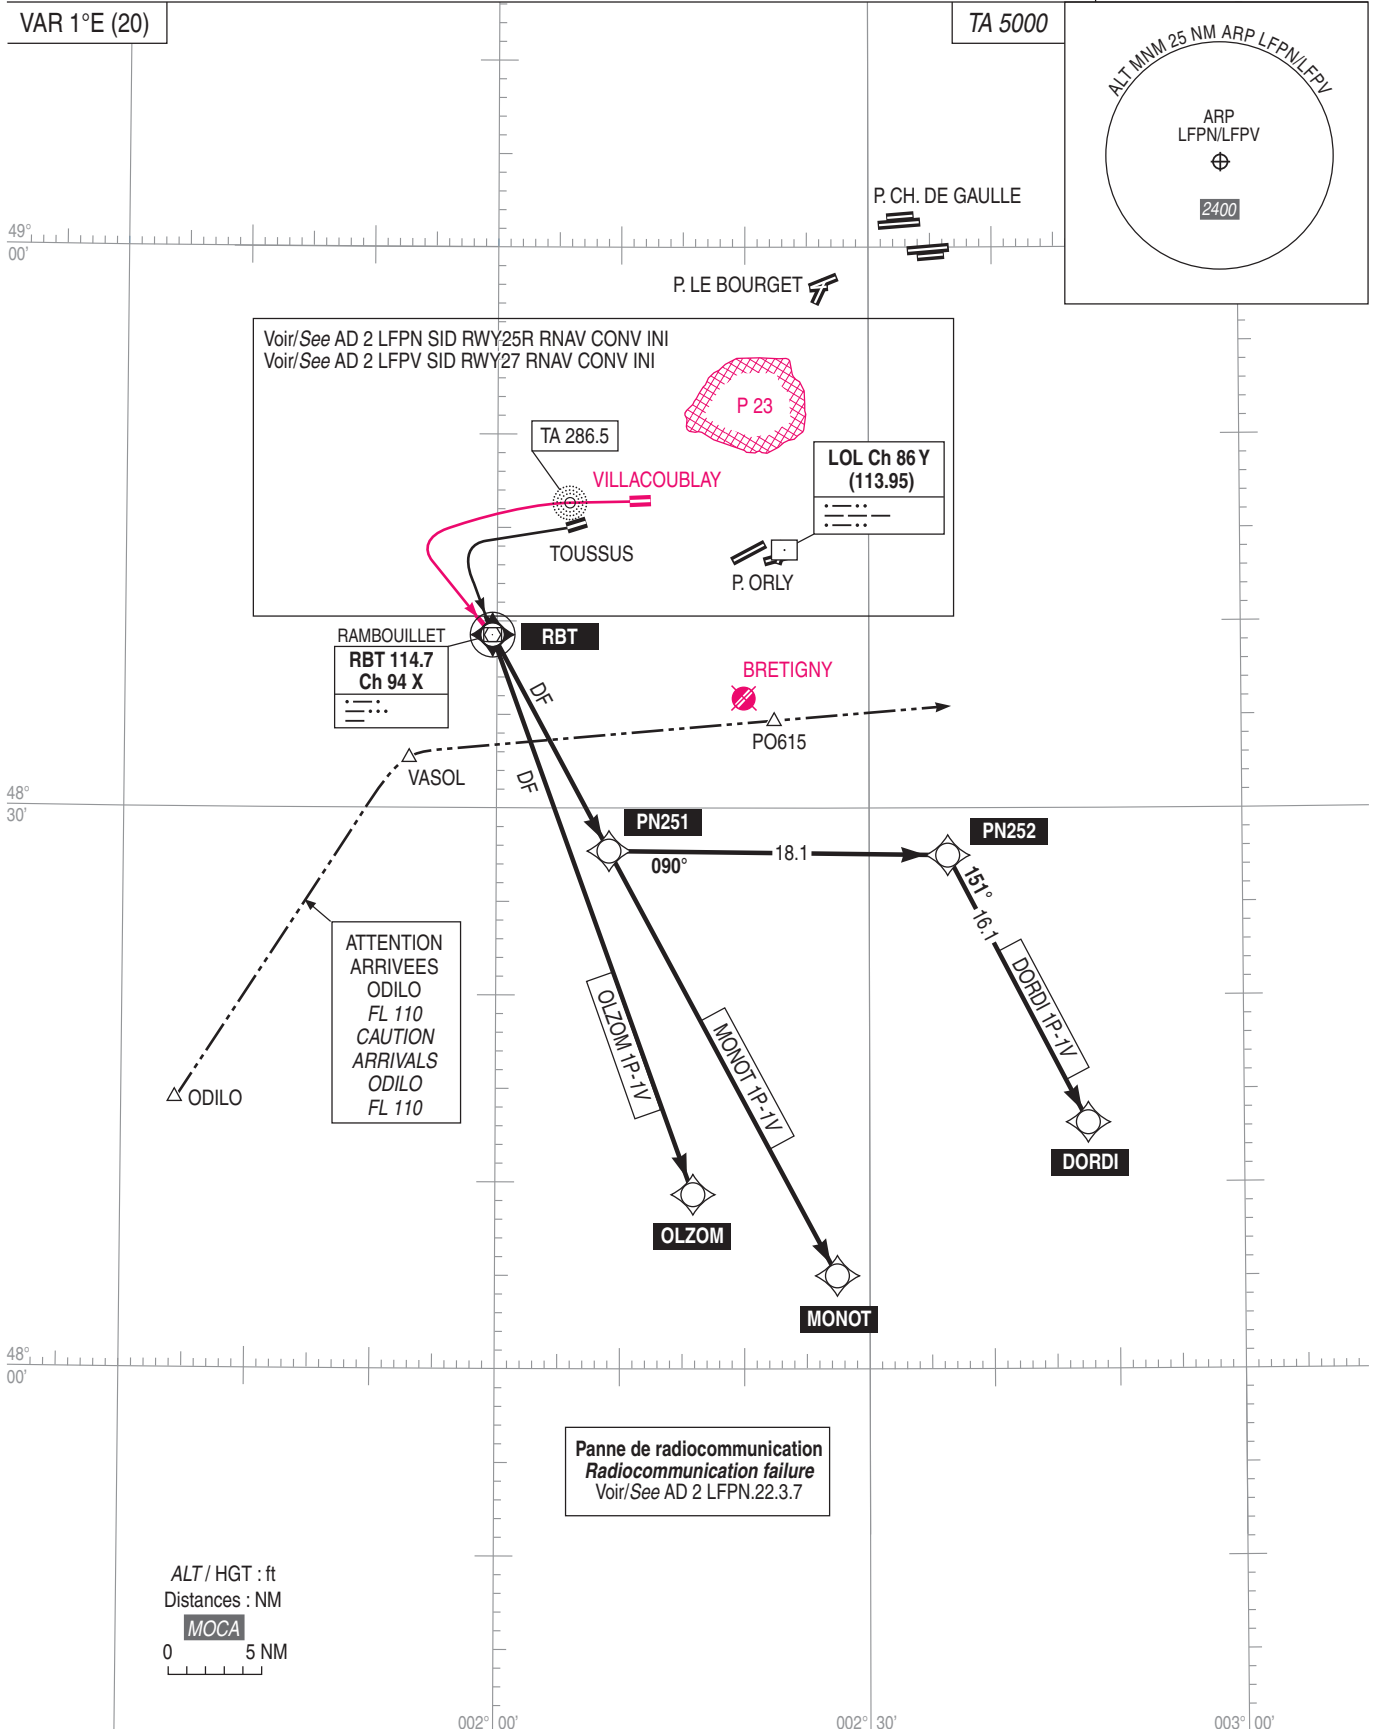 VAR 1°E (20)
TA 5000
ALT MNM 25 NM ARP LFPN/LFPV
ARP
LFPN/LFPV
2400
P. CH. DE GAULLE
49°
00'
P. LE BOURGET
Voir/See AD 2 LFPN SID RWY25R RNAV CONV INI
Voir/See AD 2 LFPV SID RWY27 RNAV CONV INI
P 23
TA 286.5
LOL Ch 86 Y
(113.95)
VILLACOUBLAY
TOUSSUS
P. ORLY
RAMBOUILLET
RBT
RBT 114.7
Ch 94 X
BRETIGNY
DF
PO615
VASOL
DF
48°
30'
PN251
PN252
090°
18.1
151°
16.1
ATTENTION
ARRIVEES
ODILO
FL 110
CAUTION
ARRIVALS
ODILO
FL 110
DORDI 1P-1V
OLZOM 1P-1V
MONOT 1P-1V
ODILO
DORDI
OLZOM
MONOT
48°
00'
Panne de radiocommunication
Radiocommunication failure
Voir/See AD 2 LFPN.22.3.7
ALT / HGT : ft
Distances : NM
MOCA
0 5 NM
002° 00'
002° 30'
003° 00'